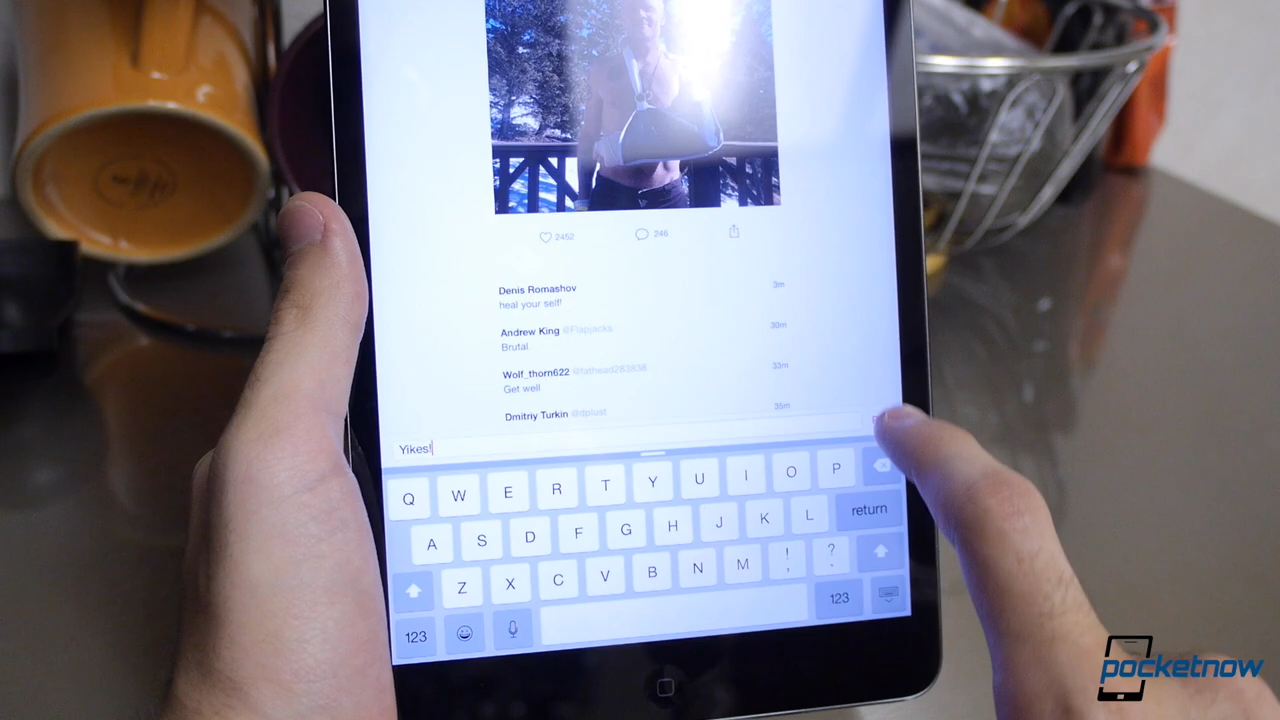 2452 246
Denis Romashov 3m
heal your self!
Andrew King @Flapjacks 30m
Brutal.
Wolf_thorn622 @fathead283838 33m
Get well
Dmitriy Turkin @dplust 35m
Yikes!
Q W E R T Y U I O P
A S D F G H J K L return
Z X C V B N M ! , ? .
123 123
pocketnow